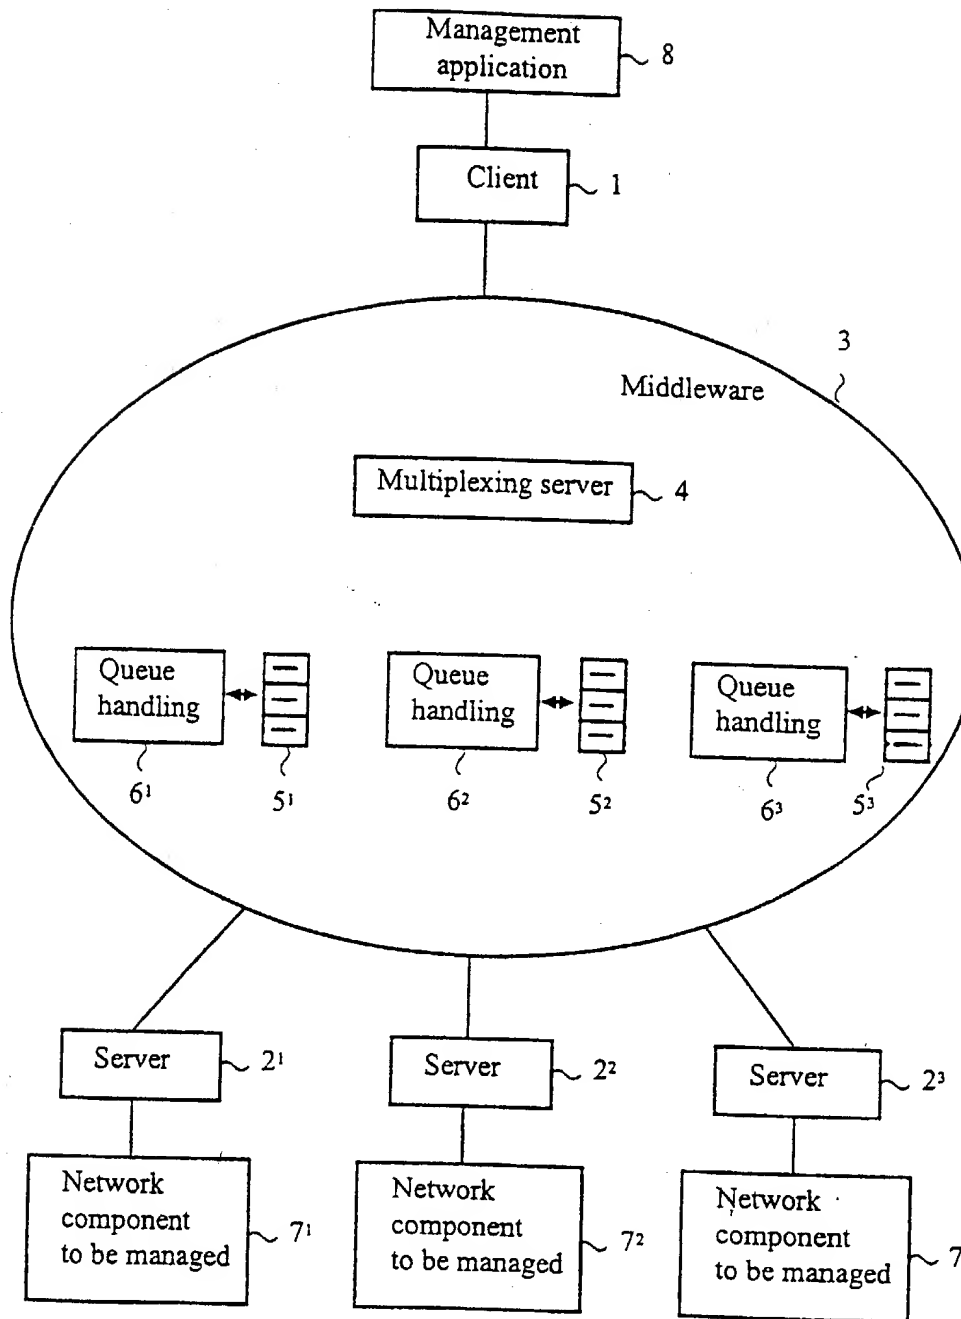 Management
application
8
Client
1
3
Middleware
Multiplexing server
4
Queue
handling
Queue
handling
Queue
handling
6¹
5¹
6²
5²
6³
5³
Server
2¹
Server
2²
Server
2³
Network
component
to be managed
7¹
Network
component
to be managed
7²
Network
component
to be managed
7